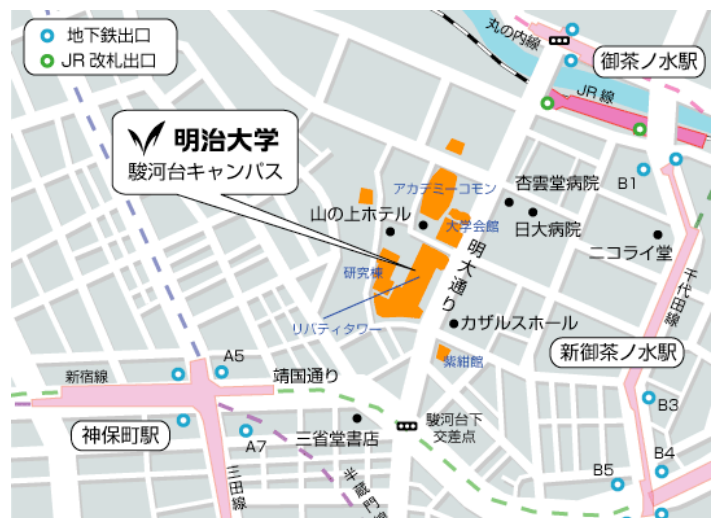 地下鉄出口
JR改札出口
丸の内線
御茶ノ水駅
JR線
明治大学
駿河台キャンパス
アカデミーコモン
杏雲堂病院
B1
山の上ホテル
大学会館
日大病院
ニコライ堂
明大通り
研究棟
千代田線
リバティタワー
カザルスホール
新御茶ノ水駅
紫紺館
A5
新宿線
靖国通り
B3
神保町駅
A7
三省堂書店
駿河台下
交差点
三田線
半蔵門線
B5
B4